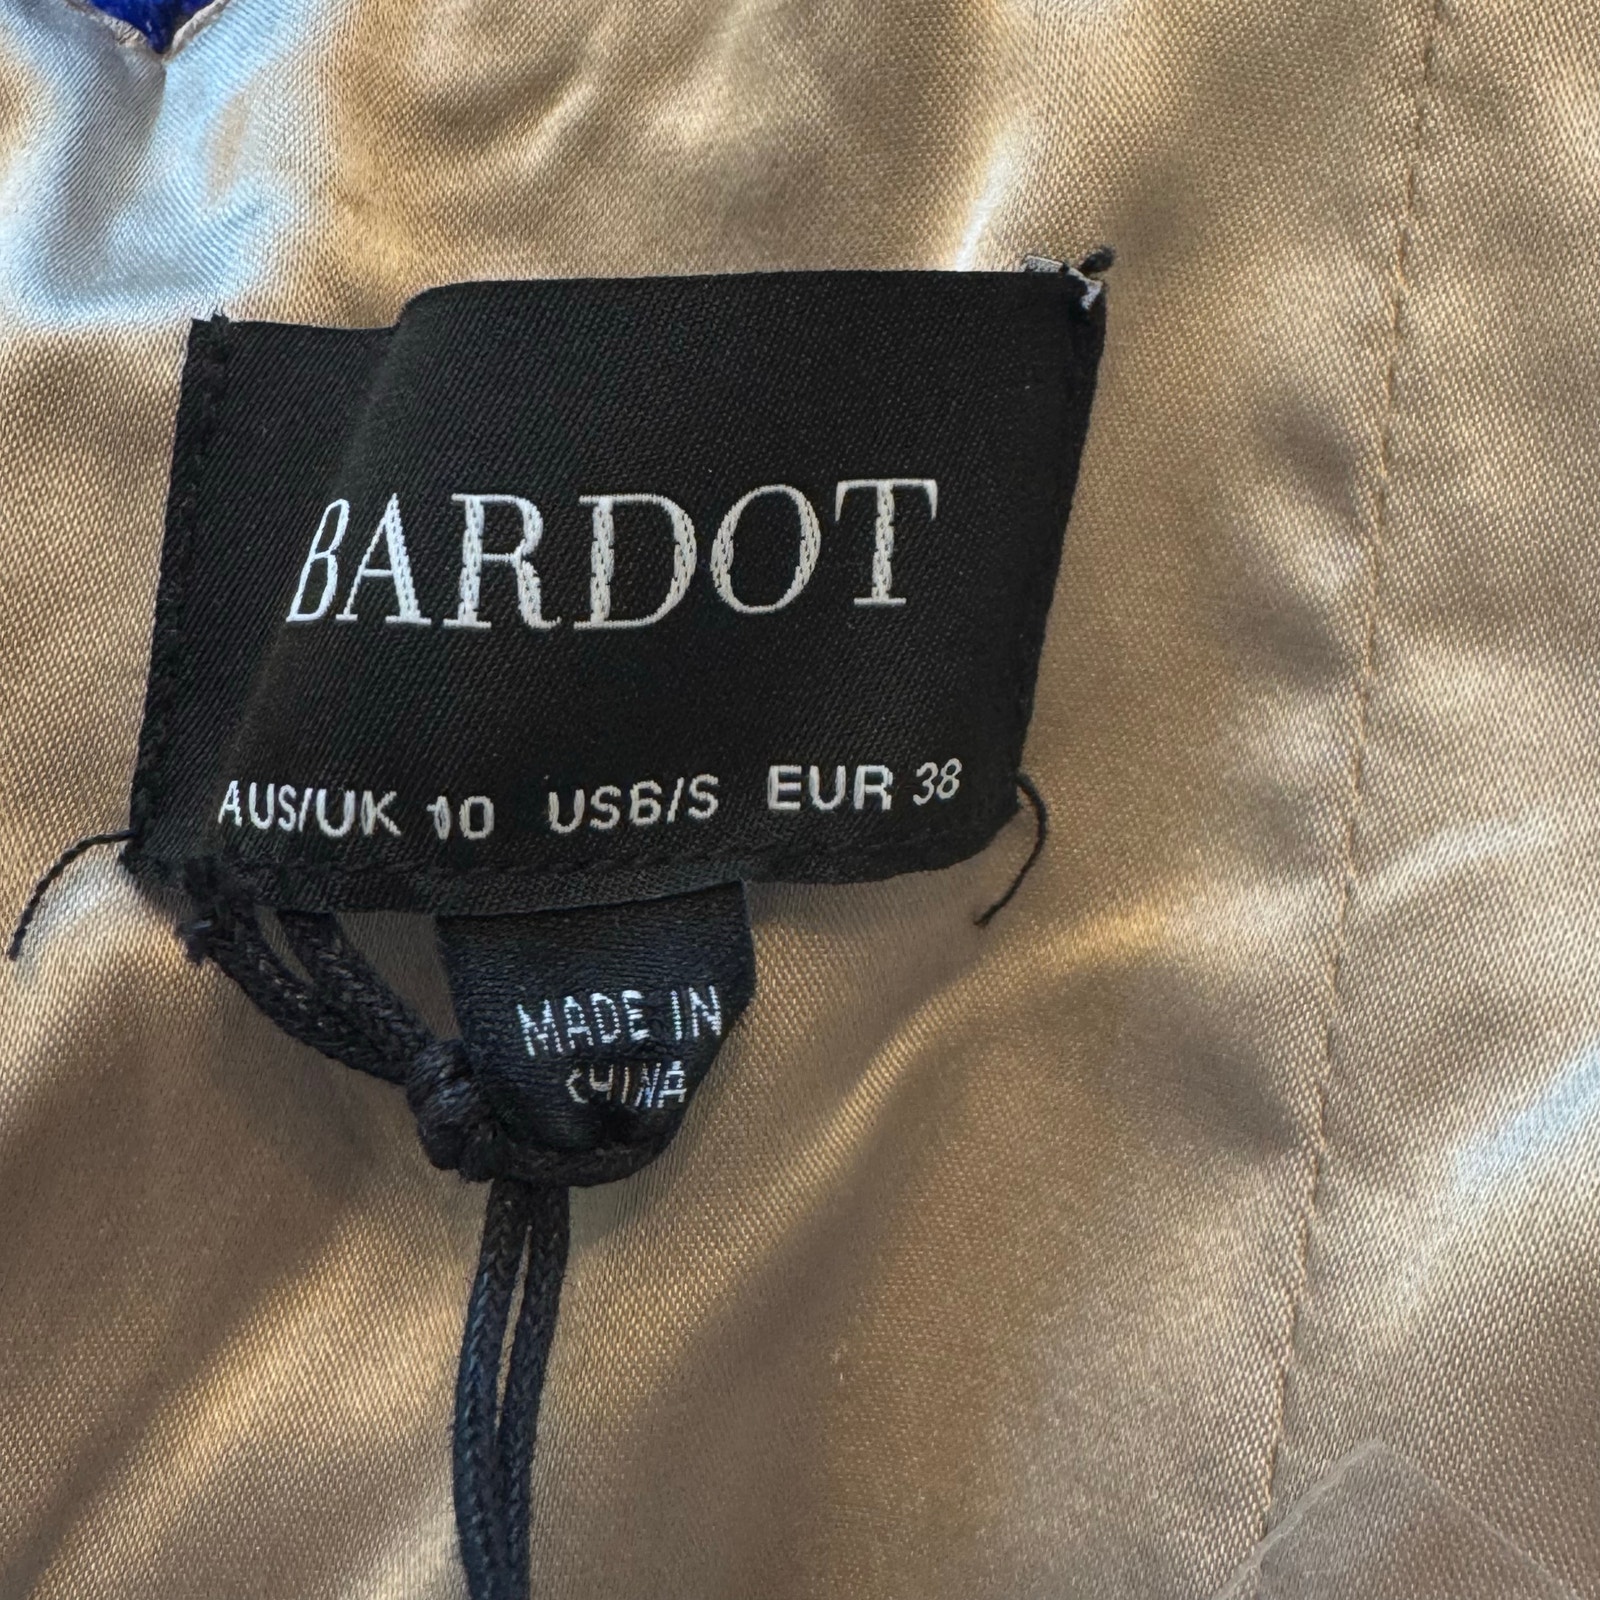 BARDOT
AUS/UK 10 US6/S EUR 38
MADE IN
CHINA